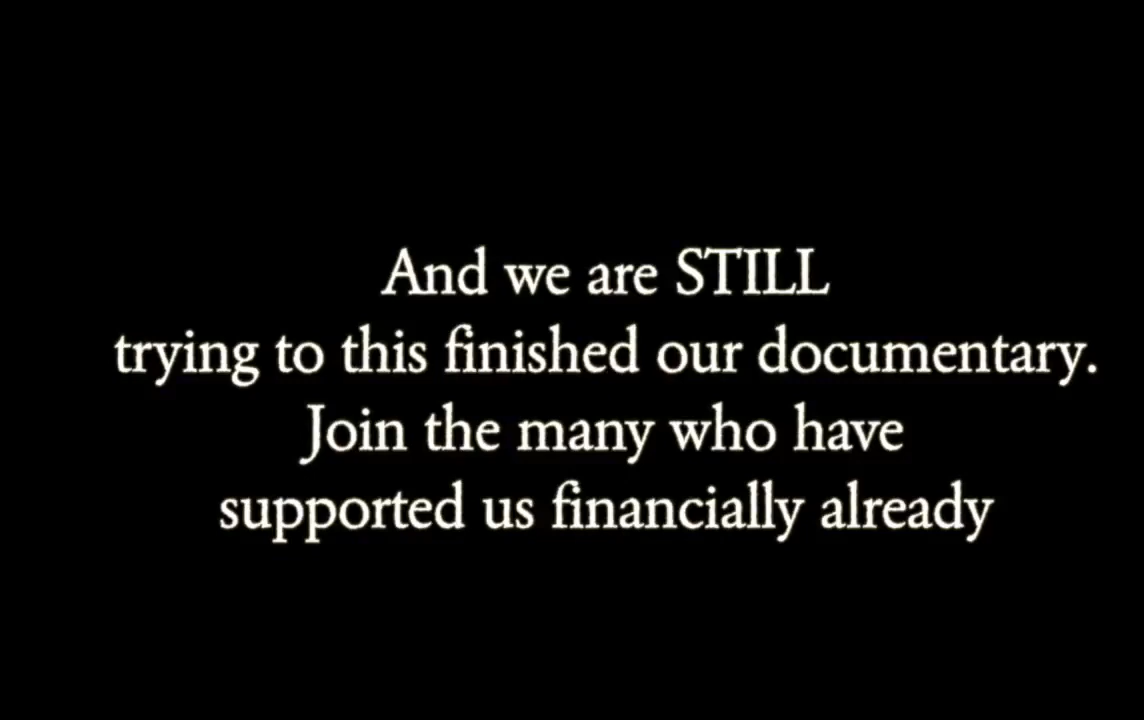 And we are STILL
trying to this finished our documentary.
Join the many who have
supported us financially already